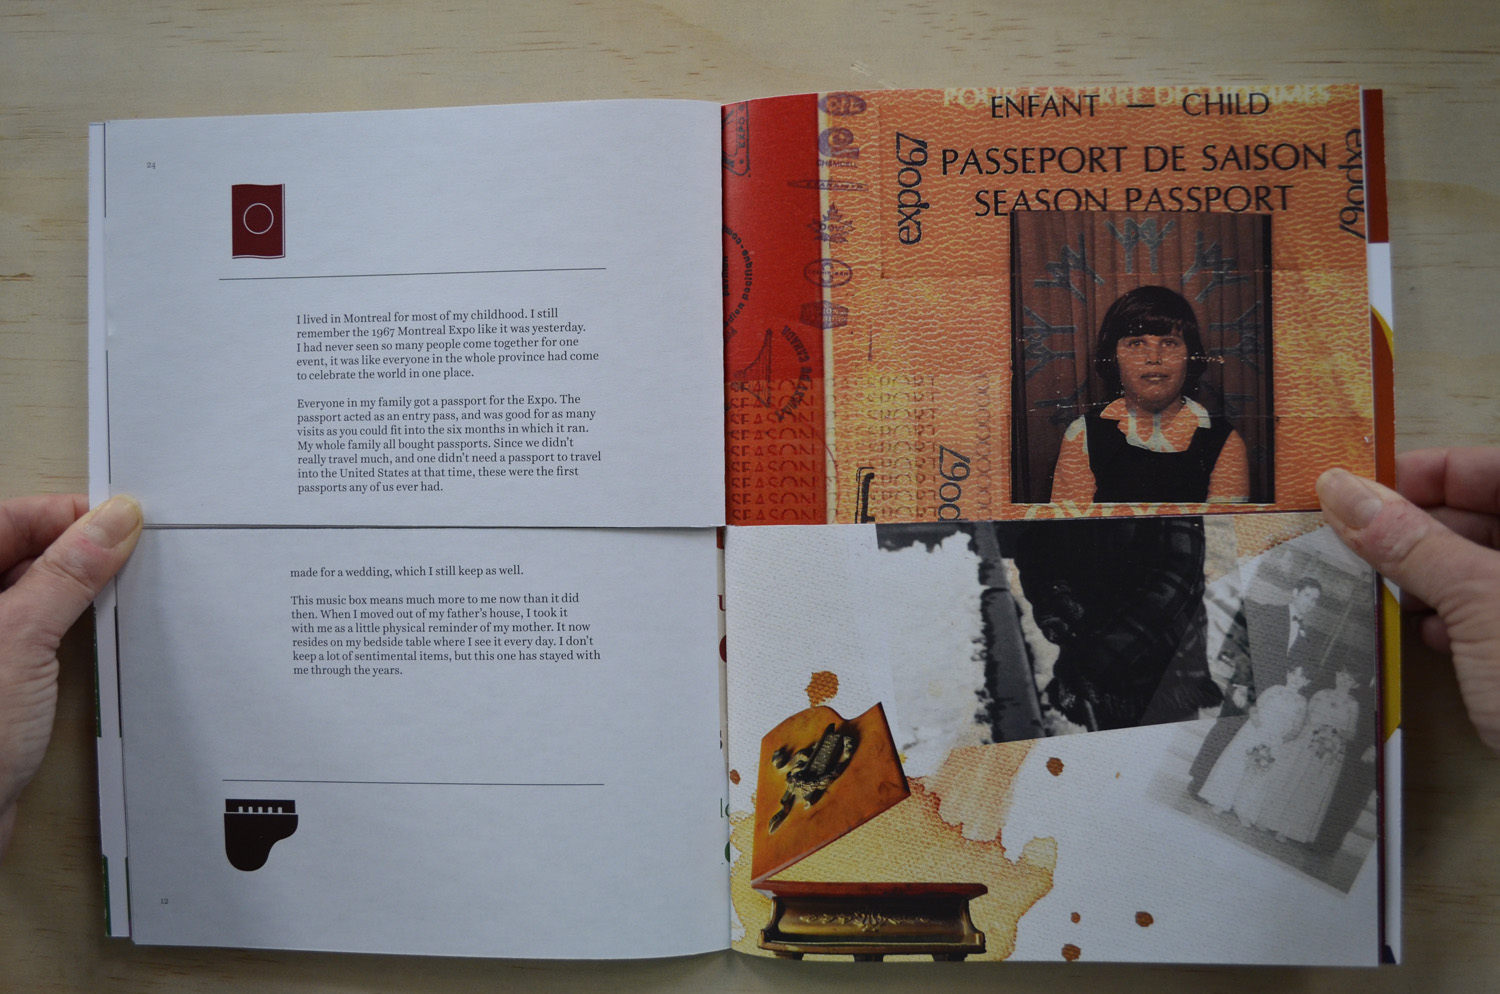 24
I lived in Montreal for most of my childhood. I still
remember the 1967 Montreal Expo like it was yesterday.
I had never seen so many people come together for one
event, it was like everyone in the whole province had come
to celebrate the world in one place.
Everyone in my family got a passport for the Expo. The
passport acted as an entry pass, and was good for as many
visits as you could fit into the six months in which it ran.
My whole family all bought passports. Since we didn't
really travel much, and one didn't need a passport to travel
into the United States at that time, these were the first
passports any of us ever had.
made for a wedding, which I still keep as well.
This music box means much more to me now than it did
then. When I moved out of my father's house, I took it
with me as a little physical reminder of my mother. It now
resides on my bedside table where I see it every day. I don't
keep a lot of sentimental items, but this one has stayed with
me through the years.
12
POUR LA TERRE DES HOMMES
ENFANT — CHILD
PASSEPORT DE SAISON
SEASON PASSPORT
expo67
expo67
po67
SEASON PASSPORT
SEASON
SEASON
SEASON
SEASON
SEASON
SEASON
CANADA